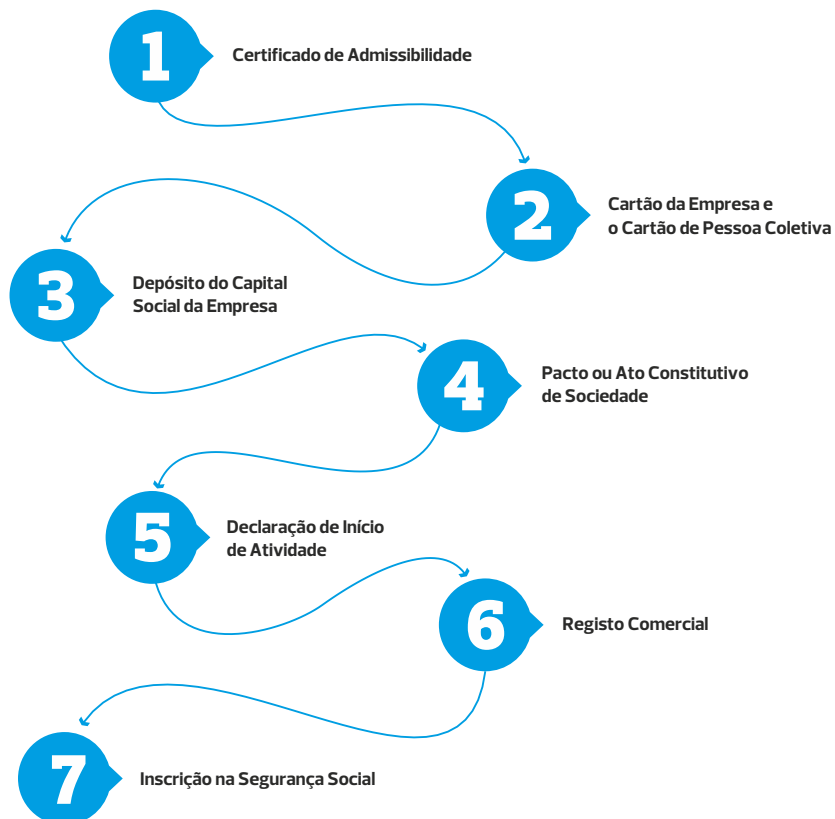 1
Certificado de Admissibilidade
2
Cartão da Empresa e
o Cartão de Pessoa Coletiva
3
Depósito do Capital
Social da Empresa
4
Pacto ou Ato Constitutivo
de Sociedade
5
Declaração de Início
de Atividade
6
Registo Comercial
7
Inscrição na Segurança Social